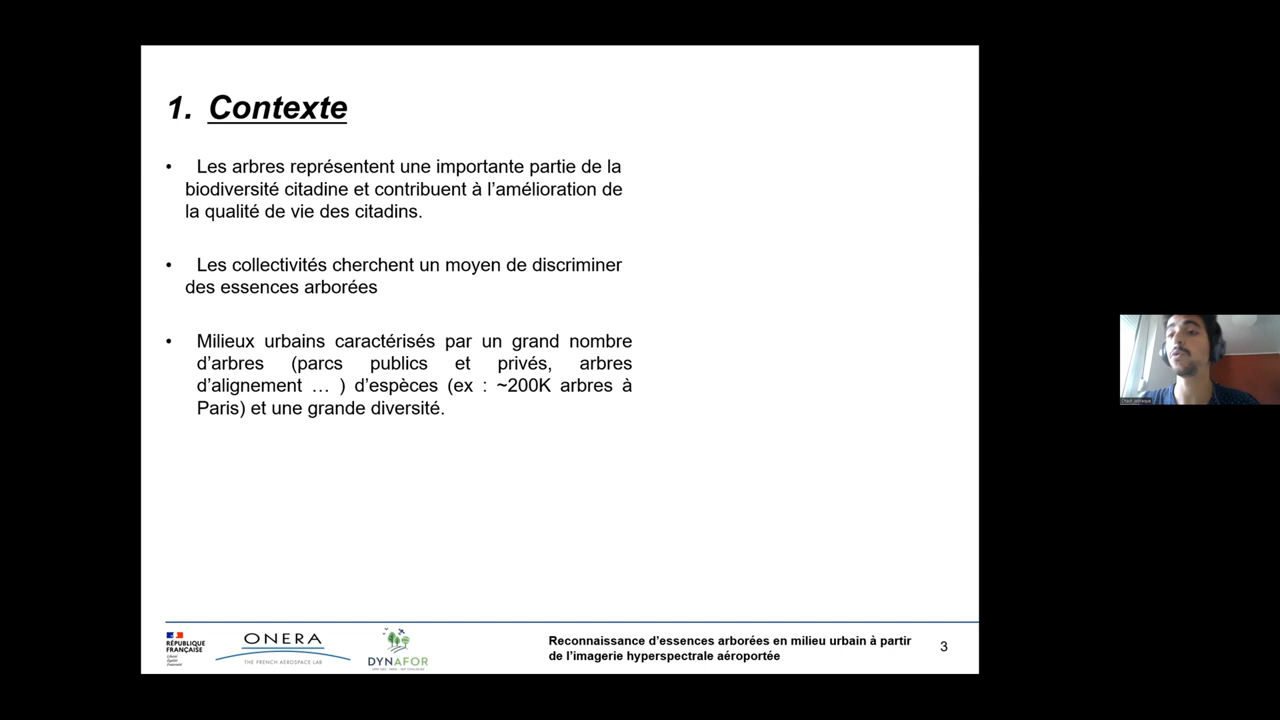 1. Contexte
• Les arbres représentent une importante partie de la
biodiversité citadine et contribuent à l’amélioration de
la qualité de vie des citadins.
• Les collectivités cherchent un moyen de discriminer
des essences arborées
• Milieux urbains caractérisés par un grand nombre
d’arbres (parcs publics et privés, arbres
d’alignement … ) d’espèces (ex : ~200K arbres à
Paris) et une grande diversité.
RÉPUBLIQUE
FRANÇAISE
Liberté
Égalité
Fraternité
ONERA
THE FRENCH AEROSPACE LAB
DYNAFOR
Reconnaissance d’essences arborées en milieu urbain à partir
de l’imagerie hyperspectrale aéroportée
3